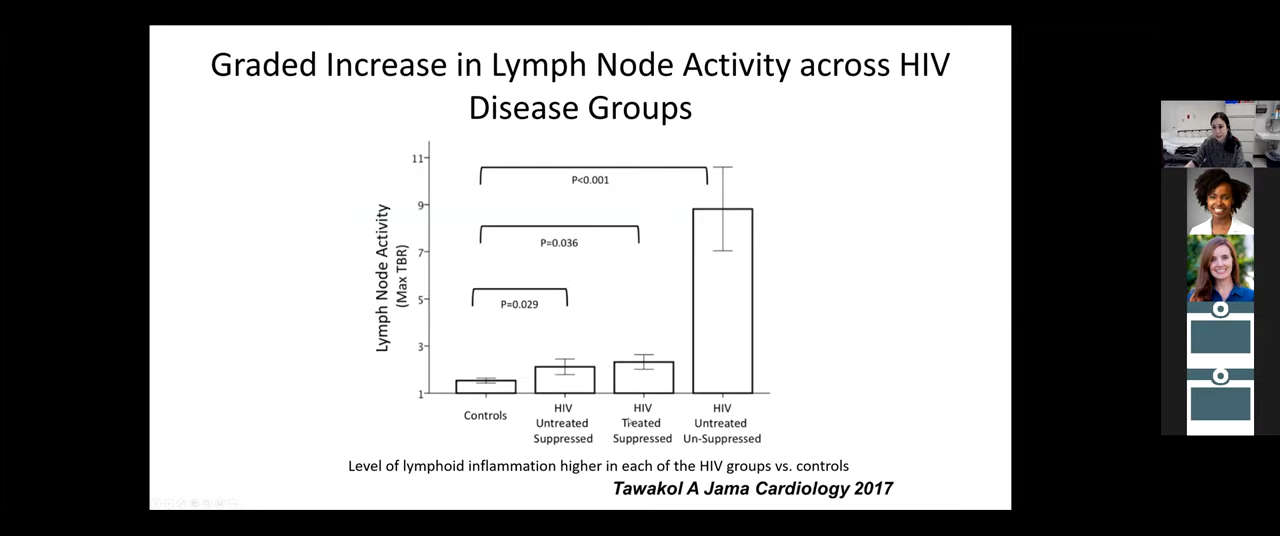 Graded Increase in Lymph Node Activity across HIV
Disease Groups
Lymph Node Activity
(Max TBR)
11
9
7
5
3
1
P<0.001
P=0.036
P=0.029
Controls
HIV
Untreated
Suppressed
HIV
Treated
Suppressed
HIV
Untreated
Un-Suppressed
Level of lymphoid inflammation higher in each of the HIV groups vs. controls
Tawakol A Jama Cardiology 2017